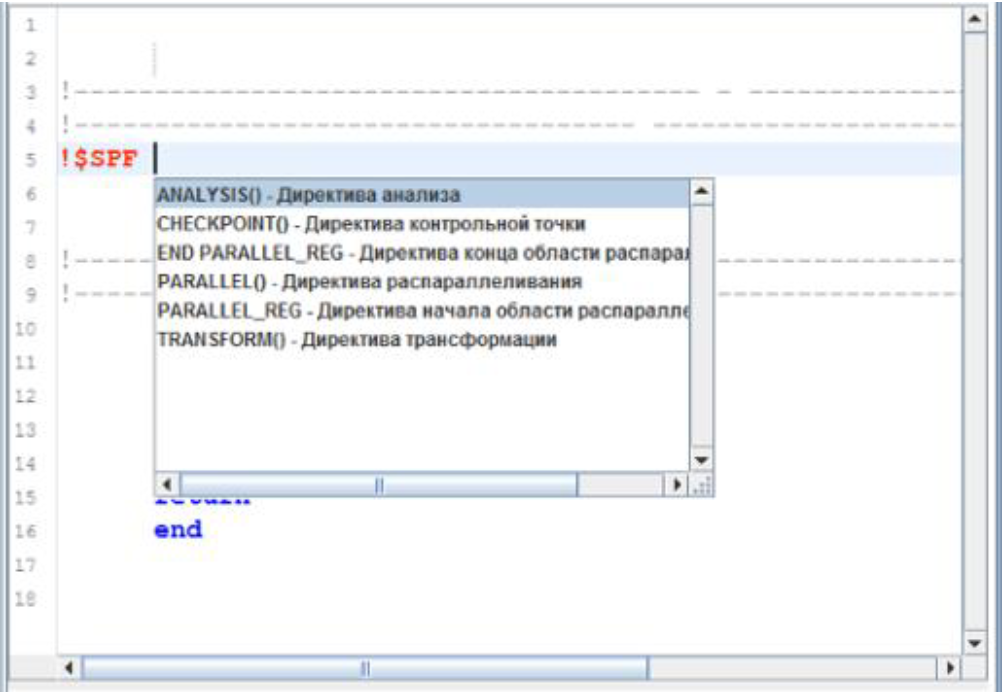 1
2
3 !-------------------------------- - -----------
4 !----------------------------- ----------------
5 !$SPF
6 ANALYSIS() - Директива анализа
7 CHECKPOINT() - Директива контрольной точки
8 !---- END PARALLEL_REG - Директива конца области распарал -------------
9 !---- PARALLEL() - Директива распараллеливания -------------
10 PARALLEL_REG - Директива начала области распаралле
11 TRANSFORM() - Директива трансформации
12
13
14
15 return
16 end
17
18